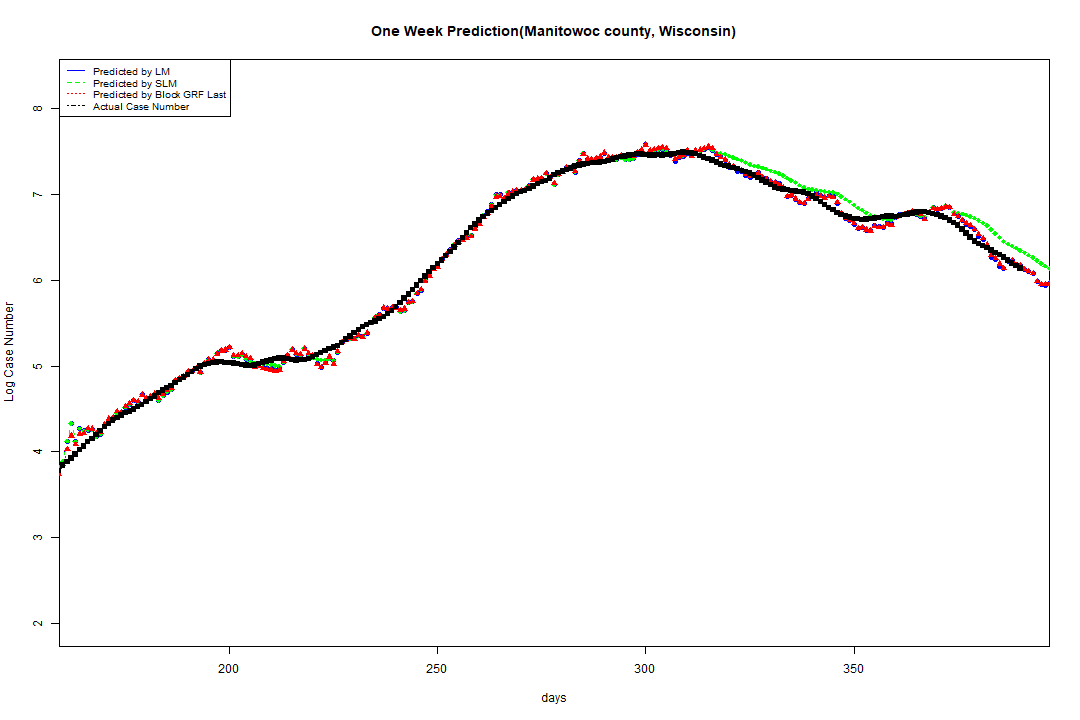 One Week Prediction(Manitowoc county, Wisconsin)
Predicted by LM
Predicted by SLM
Predicted by Block GRF Last
Actual Case Number
8
7
6
5
4
3
2
Log Case Number
200
250
300
350
days